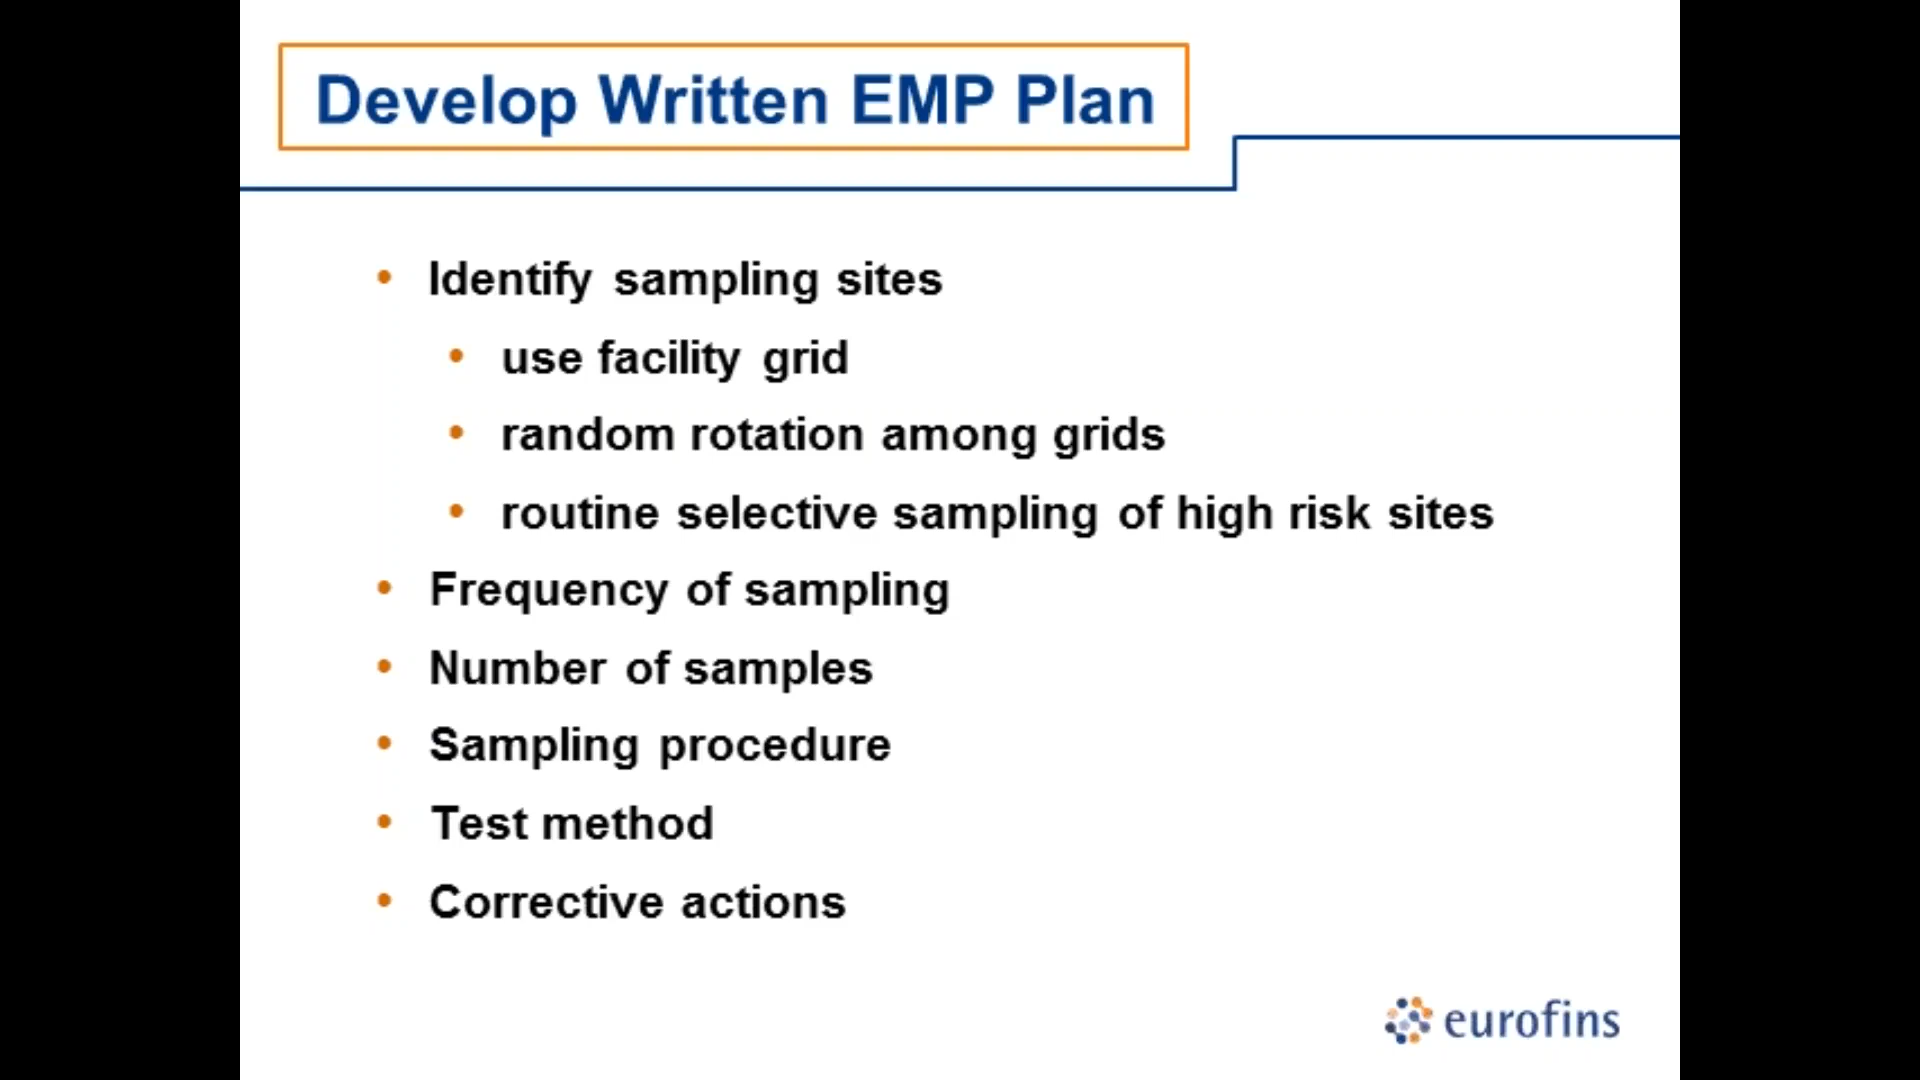 Develop Written EMP Plan
• Identify sampling sites
• use facility grid
• random rotation among grids
• routine selective sampling of high risk sites
• Frequency of sampling
• Number of samples
• Sampling procedure
• Test method
• Corrective actions
eurofins